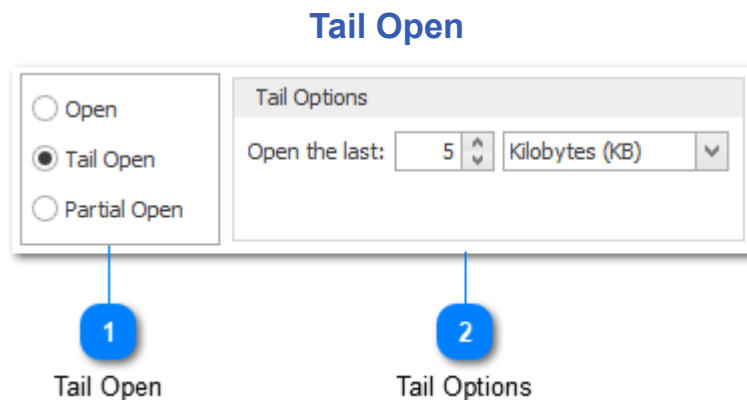 Tail Open
Open
Tail Open
Partial Open
Tail Options
Open the last: 5 Kilobytes (KB)
1
Tail Open
2
Tail Options